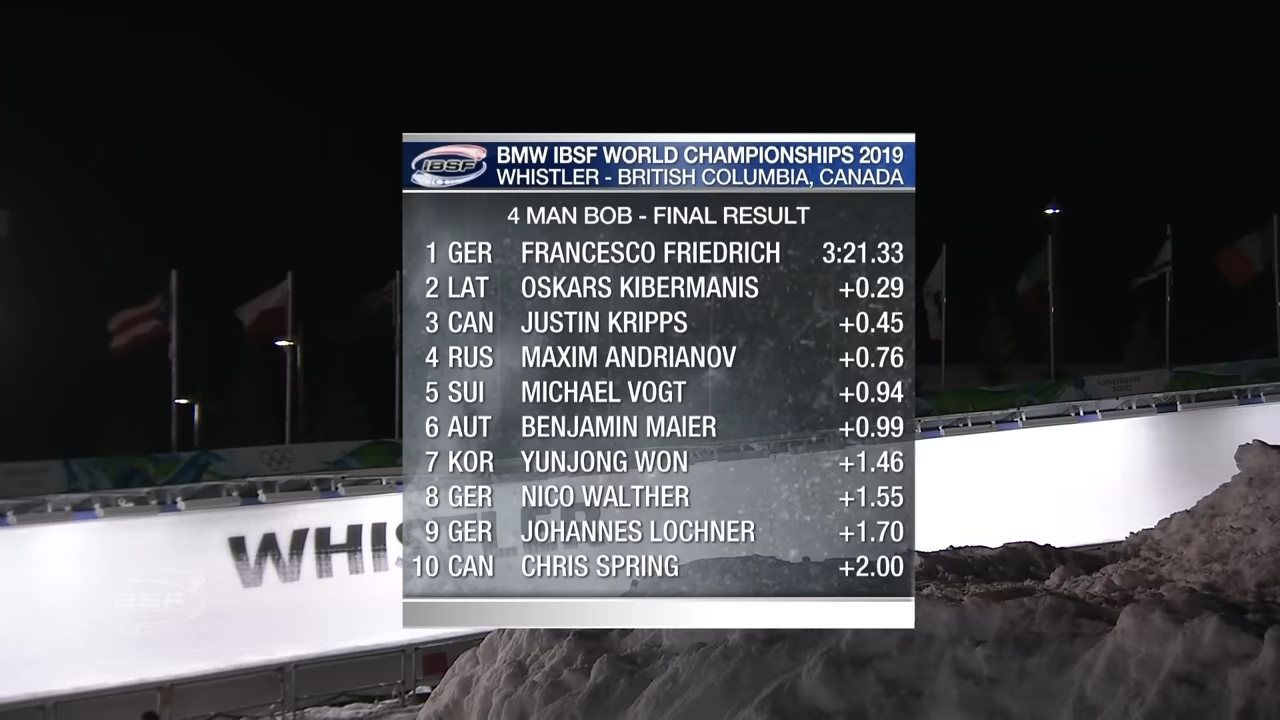 IBSF
BMW IBSF WORLD CHAMPIONSHIPS 2019
WHISTLER - BRITISH COLUMBIA, CANADA
4 MAN BOB - FINAL RESULT
1 GER FRANCESCO FRIEDRICH 3:21.33
2 LAT OSKARS KIBERMANIS +0.29
3 CAN JUSTIN KRIPPS +0.45
4 RUS MAXIM ANDRIANOV +0.76
5 SUI MICHAEL VOGT +0.94
6 AUT BENJAMIN MAIER +0.99
7 KOR YUNJONG WON +1.46
8 GER NICO WALTHER +1.55
9 GER JOHANNES LOCHNER +1.70
10 CAN CHRIS SPRING +2.00
vancouver
2010
WHISTLER
IBSF